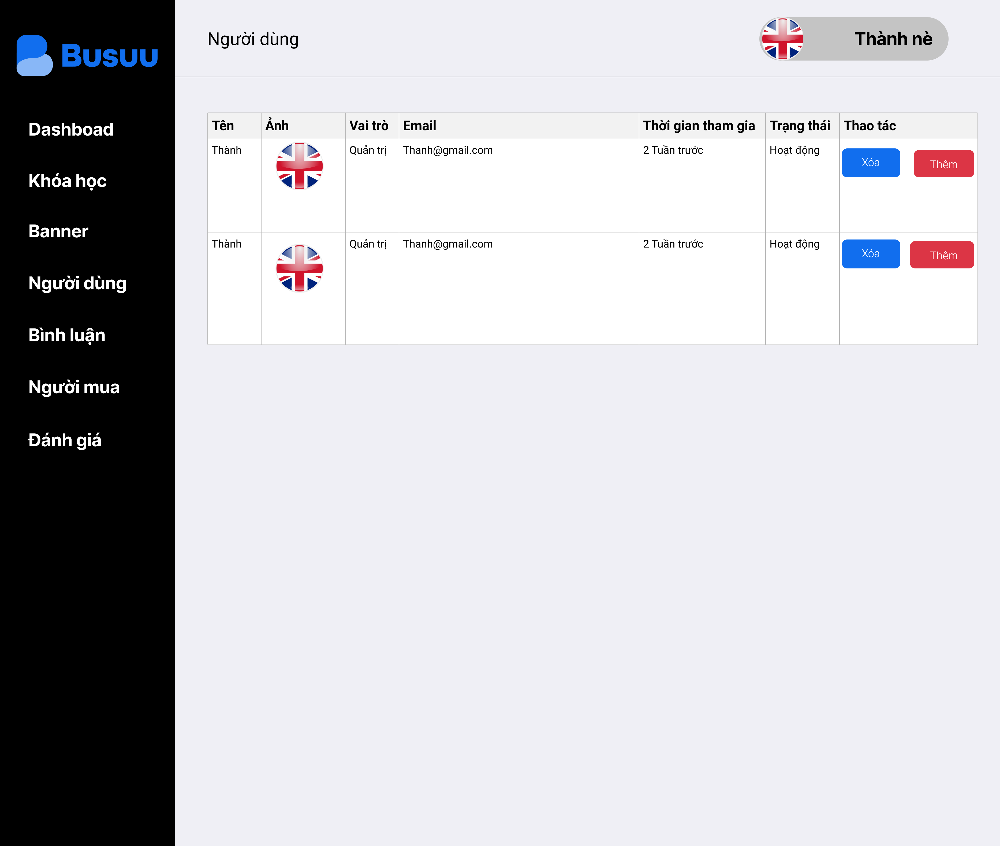 Busuu
Dashboad
Khóa học
Banner
Người dùng
Bình luận
Người mua
Đánh giá
Người dùng
Thành nè
Tên Ảnh Vai trò Email Thời gian tham gia Trạng thái Thao tác
Thành Quản trị Thanh@gmail.com 2 Tuần trước Hoạt động Xóa Thêm
Thành Quản trị Thanh@gmail.com 2 Tuần trước Hoạt động Xóa Thêm